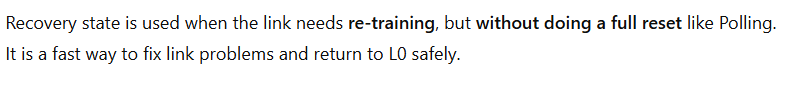 Recovery state is used when the link needs re-training, but without doing a full reset like Polling.
It is a fast way to fix link problems and return to L0 safely.